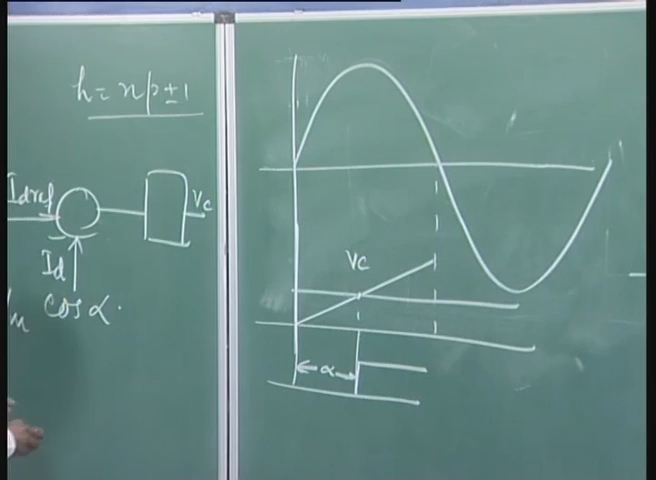 h = np ± 1
Idref
Vc
Id
cos α.
Vc
α